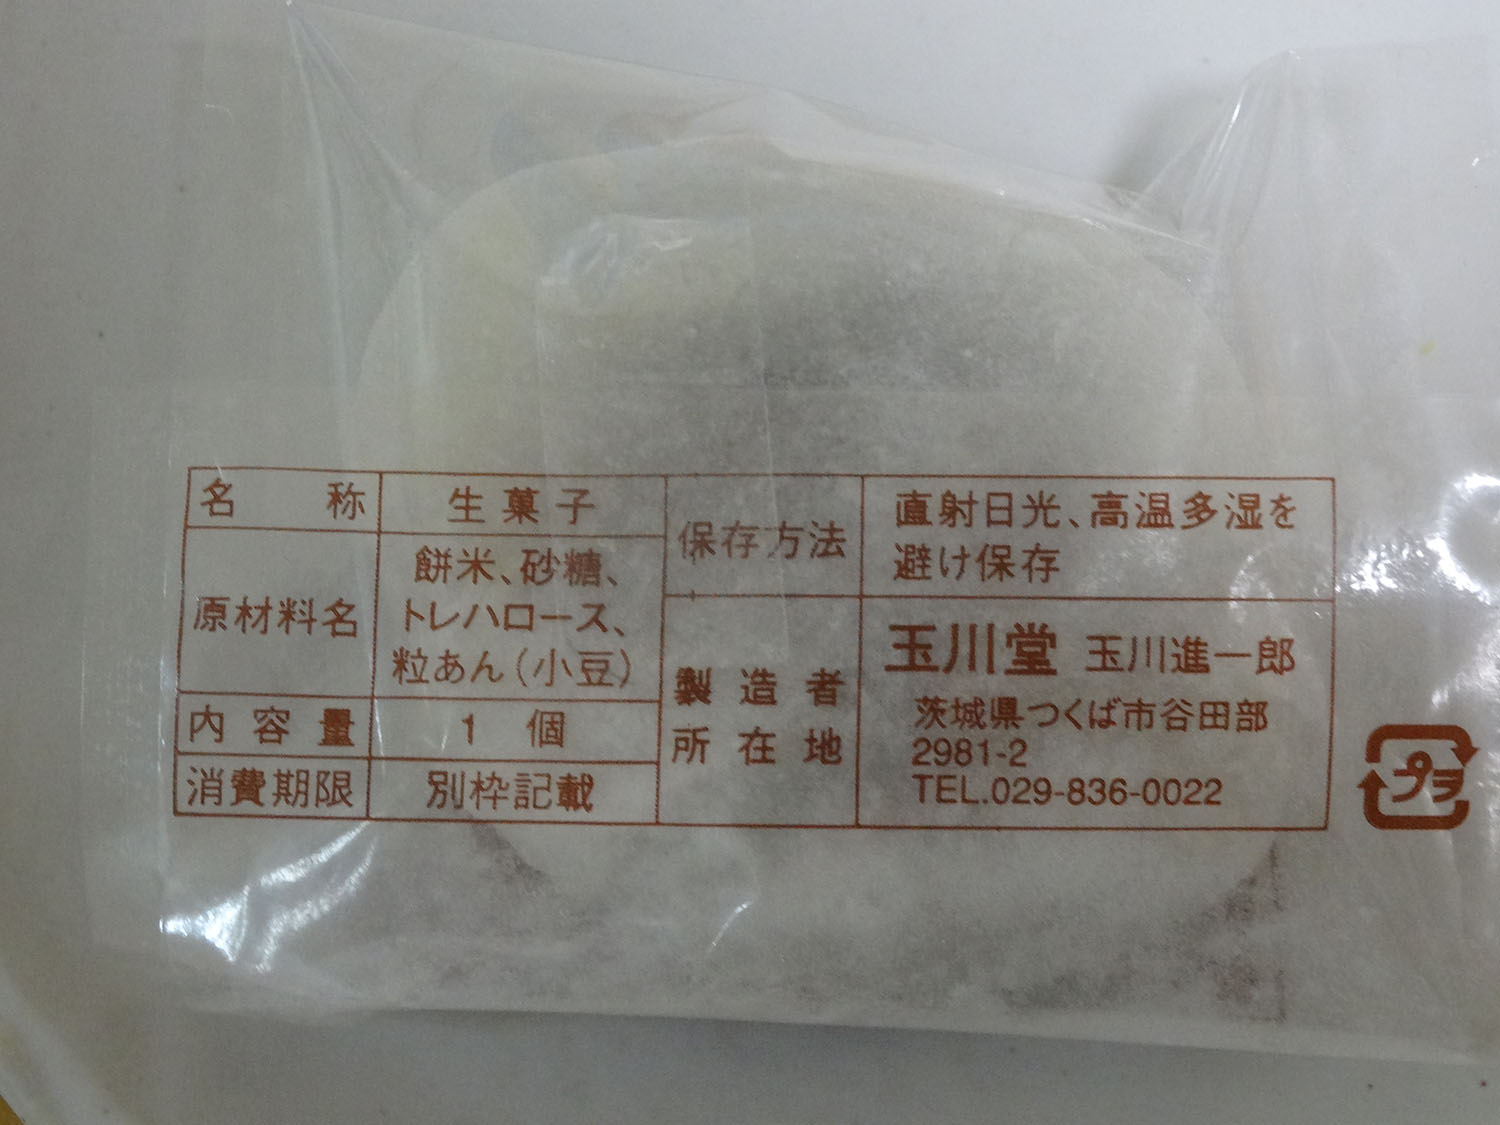 名称 生菓子
原材料名 餅米、砂糖、
トレハロース、
粒あん(小豆)
内容量 1個
消費期限 別枠記載
保存方法 直射日光、高温多湿を
避け保存
製造者
所在地
玉川堂 玉川進一郎
茨城県つくば市谷田部
2981-2
TEL.029-836-0022
プラ